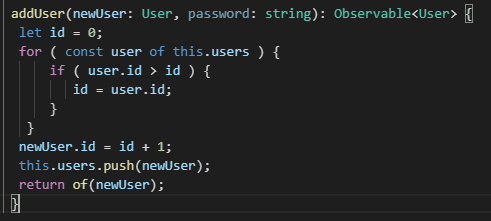 addUser(newUser: User, password: string): Observable<User> {
let id = 0;
for ( const user of this.users ) {
if ( user.id > id ) {
id = user.id;
}
}
newUser.id = id + 1;
this.users.push(newUser);
return of(newUser);
}